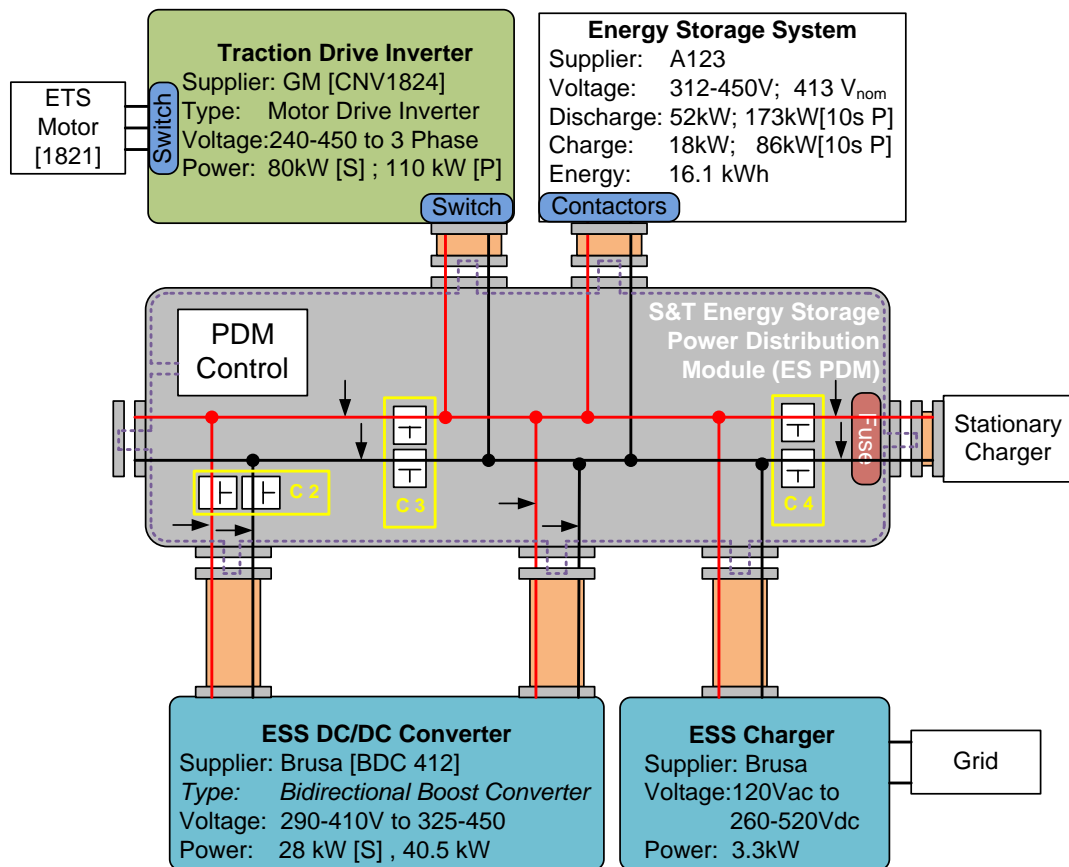 Traction Drive Inverter
Supplier: GM [CNV1824]
Type: Motor Drive Inverter
Voltage:240-450 to 3 Phase
Power: 80kW [S] ; 110 kW [P]
Switch
Switch
ETS
Motor
[1821]
Energy Storage System
Supplier: A123
Voltage: 312-450V; 413 Vnom
Discharge: 52kW; 173kW[10s P]
Charge: 18kW; 86kW[10s P]
Energy: 16.1 kWh
Contactors
PDM
Control
S&T Energy Storage
Power Distribution
Module (ES PDM)
Fuse
Stationary
Charger
C 2
C 3
C 4
ESS DC/DC Converter
Supplier: Brusa [BDC 412]
Type: Bidirectional Boost Converter
Voltage: 290-410V to 325-450
Power: 28 kW [S] , 40.5 kW
ESS Charger
Supplier: Brusa
Voltage:120Vac to
260-520Vdc
Power: 3.3kW
Grid